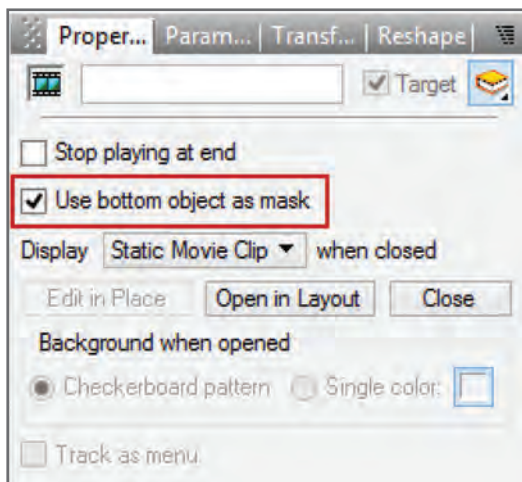 Proper... Param... Transf... Reshape
Target
Stop playing at end
Use bottom object as mask
Display Static Movie Clip when closed
Edit in Place Open in Layout Close
Background when opened
Checkerboard pattern Single color:
Track as menu